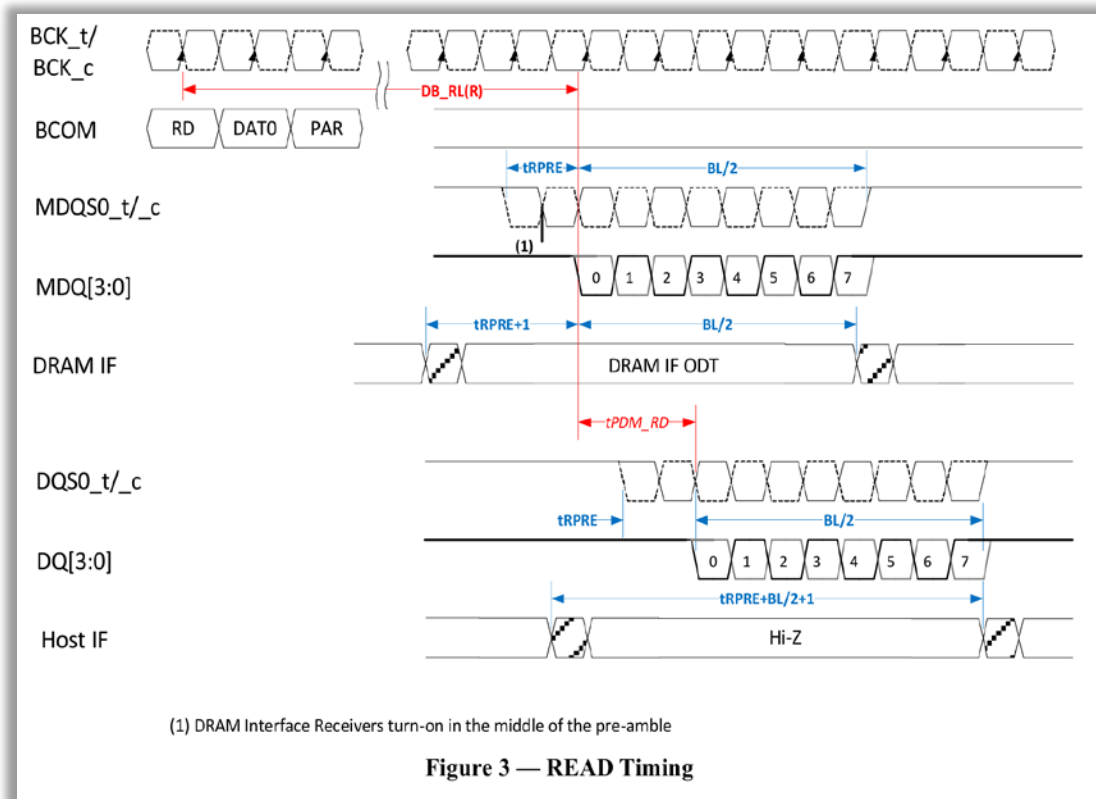 BCK_t/
BCK_c
DB_RL(R)
BCOM
RD DAT0 PAR
tRPRE BL/2
MDQS0_t/_c
(1)
MDQ[3:0]
0 1 2 3 4 5 6 7
tRPRE+1 BL/2
DRAM IF
DRAM IF ODT
tPDM_RD
DQS0_t/_c
tRPRE BL/2
DQ[3:0]
0 1 2 3 4 5 6 7
tRPRE+BL/2+1
Host IF
Hi-Z
(1) DRAM Interface Receivers turn-on in the middle of the pre-amble
Figure 3 — READ Timing